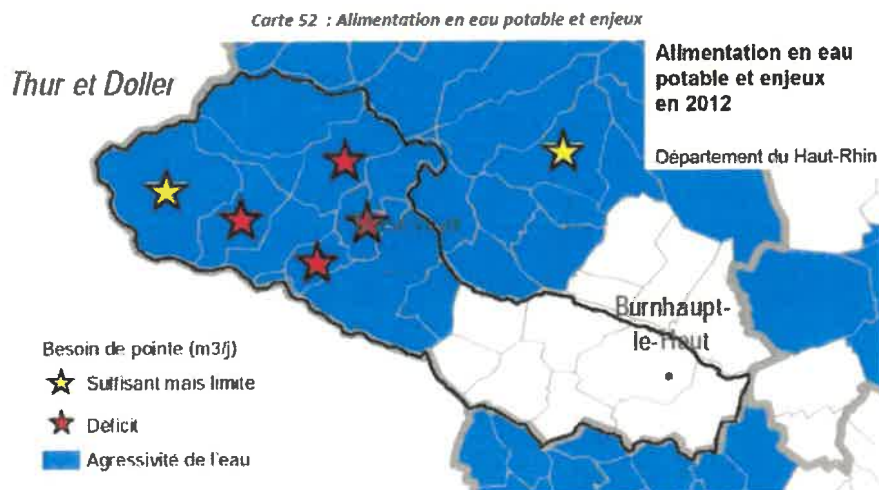 Carte 52 : Alimentation en eau potable et enjeux
Thur et Doller
Alimentation en eau
potable et enjeux
en 2012
Département du Haut-Rhin
Burnhaupt-
le-Haut
Besoin de pointe (m3/j)
Suffisant mais limite
Déficit
Agressivité de l'eau